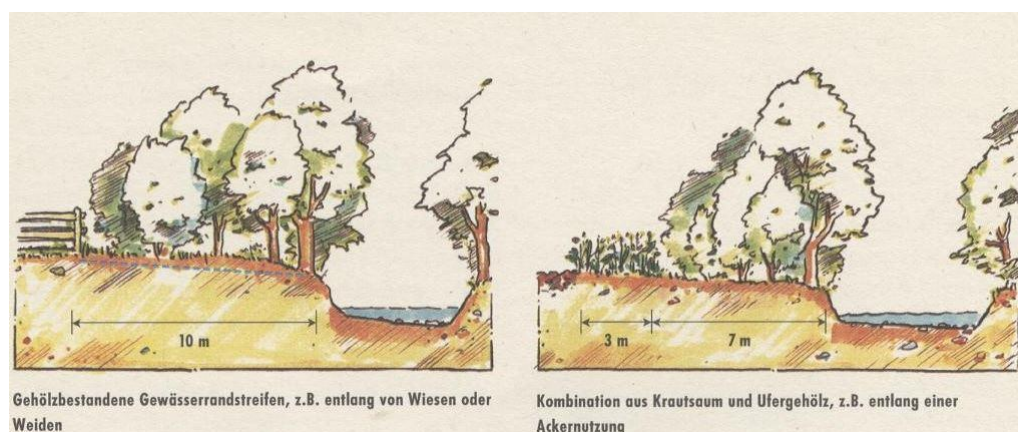 10 m
Gehölzbestandene Gewässerrandstreifen, z.B. entlang von Wiesen oder
Weiden
3 m
7 m
Kombination aus Krautsaum und Ufergehölz, z.B. entlang einer
Ackernutzung